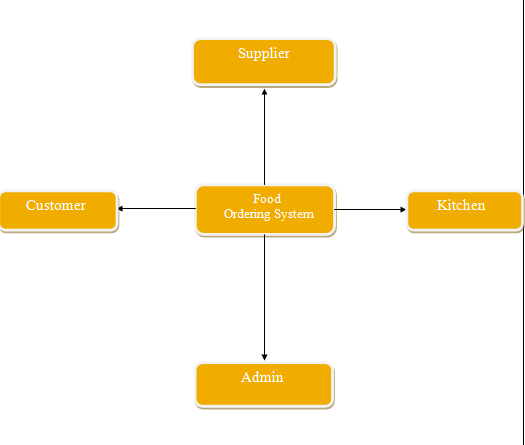 Supplier
Customer
Food
Ordering System
Kitchen
Admin